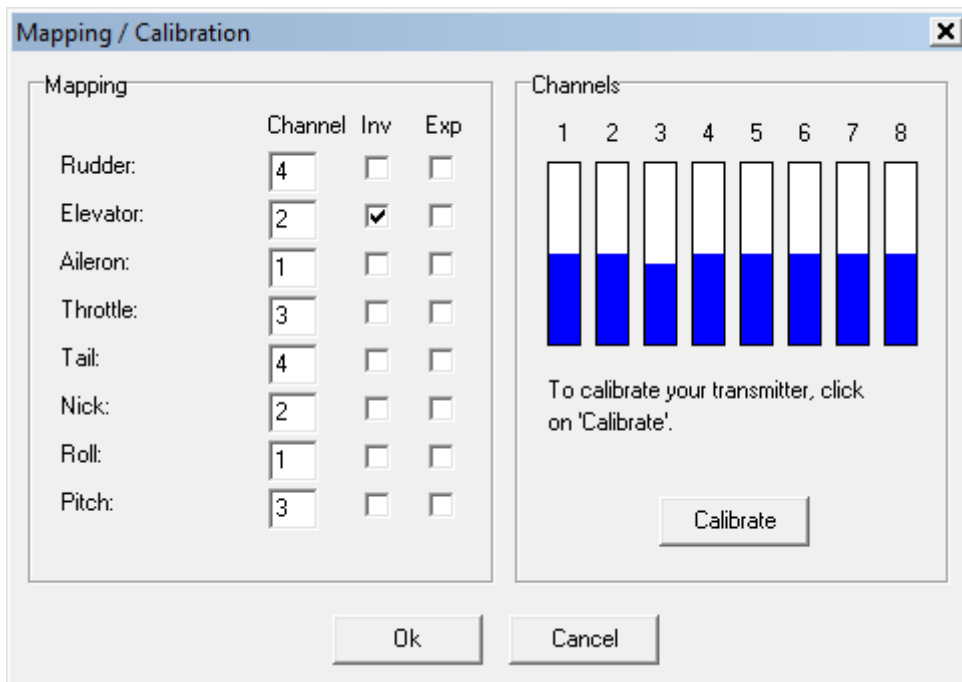 Mapping / Calibration
Mapping
Channel Inv Exp
Rudder: 4
Elevator: 2
Aileron: 1
Throttle: 3
Tail: 4
Nick: 2
Roll: 1
Pitch: 3
Channels
1 2 3 4 5 6 7 8
To calibrate your transmitter, click
on 'Calibrate'.
Calibrate
Ok Cancel